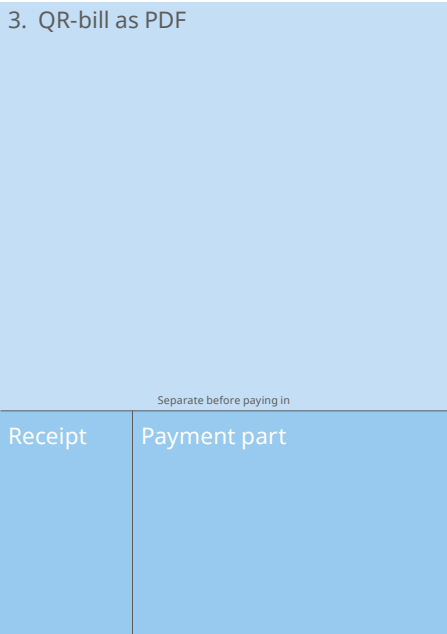 3. QR-bill as PDF
Separate before paying in
Receipt
Payment part